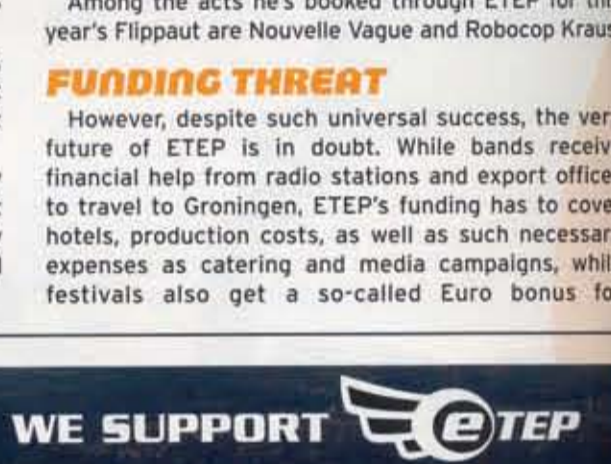 Among the acts he's booked through ETEP for thi
year's Flippaut are Nouvelle Vague and Robocop Kraus
FUNDING THREAT
However, despite such universal success, the ver
future of ETEP is in doubt. While bands receiv
financial help from radio stations and export office
to travel to Groningen, ETEP's funding has to cove
hotels, production costs, as well as such necessar
expenses as catering and media campaigns, whil
festivals also get a so-called Euro bonus fo
WE SUPPORT eTEP